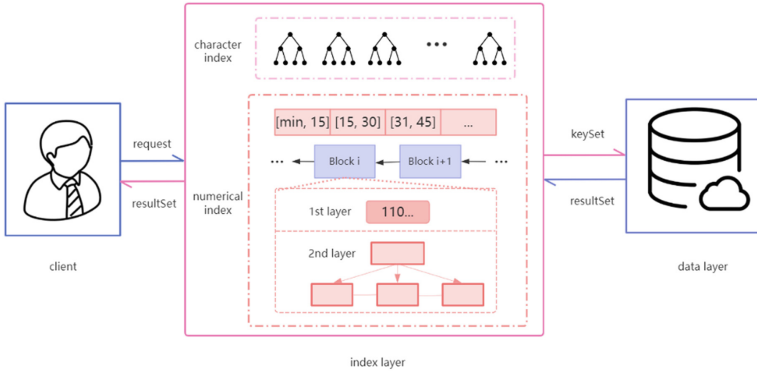 character
index
...
[min, 15] [15, 30] [31, 45] ...
request
keySet
... Block i Block i+1 ...
resultSet
numerical
index
resultSet
1st layer 110...
2nd layer
client
data layer
index layer